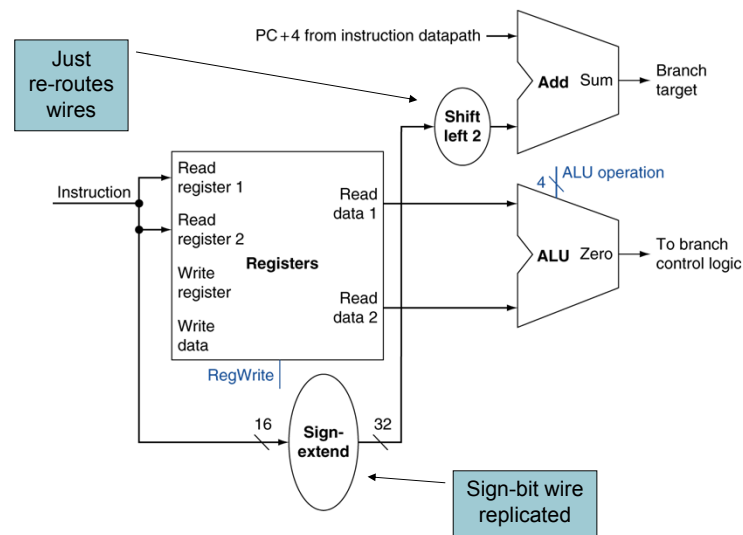 Just
re-routes
wires
PC+4 from instruction datapath
Add Sum
Branch
target
Shift
left 2
Instruction
Read
register 1
Read
register 2
Write
register
Write
data
Registers
Read
data 1
Read
data 2
RegWrite
4
ALU operation
ALU Zero
To branch
control logic
16
Sign-
extend
32
Sign-bit wire
replicated